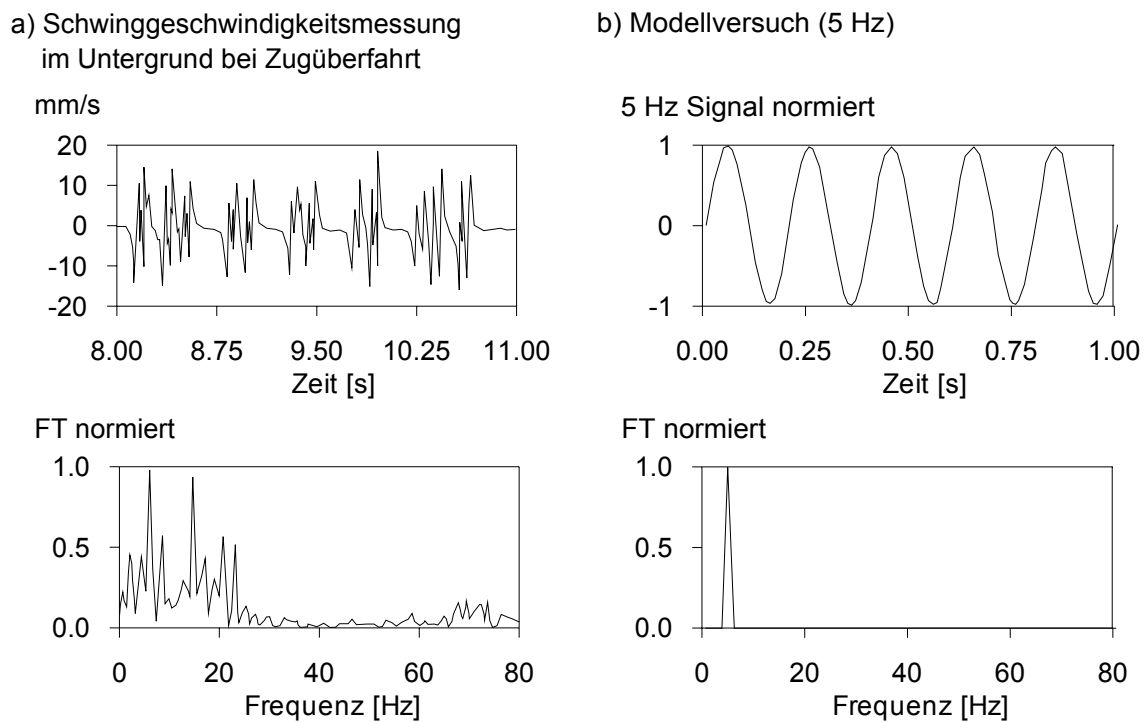 a) Schwinggeschwindigkeitsmessung
im Untergrund bei Zugüberfahrt
mm/s
20
10
0
-10
-20
8.00 8.75 9.50 10.25 11.00
Zeit [s]
FT normiert
1.0
0.5
0.0
0 20 40 60 80
Frequenz [Hz]
b) Modellversuch (5 Hz)
5 Hz Signal normiert
1
0
-1
0.00 0.25 0.50 0.75 1.00
Zeit [s]
FT normiert
1.0
0.5
0.0
0 20 40 60 80
Frequenz [Hz]